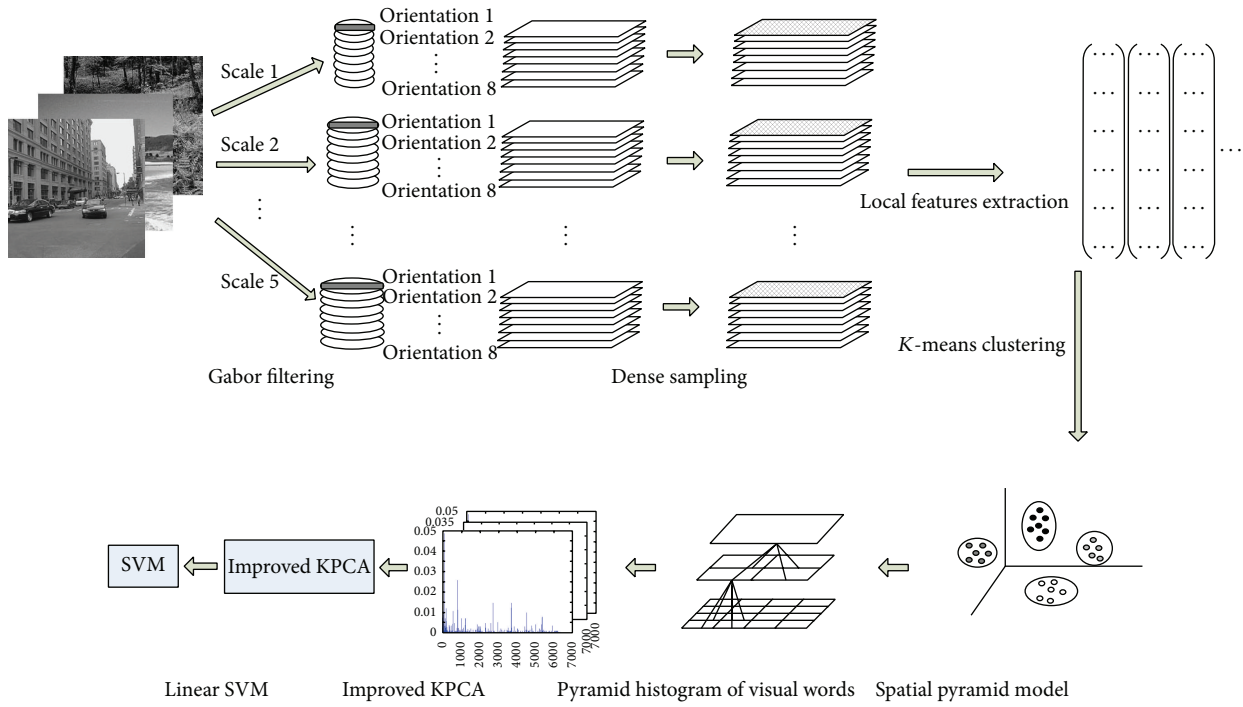 Orientation 1
Orientation 2
⋮
Orientation 8
Scale 1
Orientation 1
Orientation 2
⋮
Orientation 8
Scale 2
⋮
⋮
⋮
⋮
Scale 5
Orientation 1
Orientation 2
⋮
Orientation 8
Gabor filtering
Dense sampling
Local features extraction
... ... ...
... ... ...
... ... ...
... ... ... ...
... ... ...
... ... ...
K-means clustering
0.05
0.035
0.05
0.04
0.03
0.02
0.01
0
0 1000 2000 3000 4000 5000 6000 7000
7000
7000
SVM
Improved KPCA
Linear SVM
Improved KPCA
Pyramid histogram of visual words
Spatial pyramid model